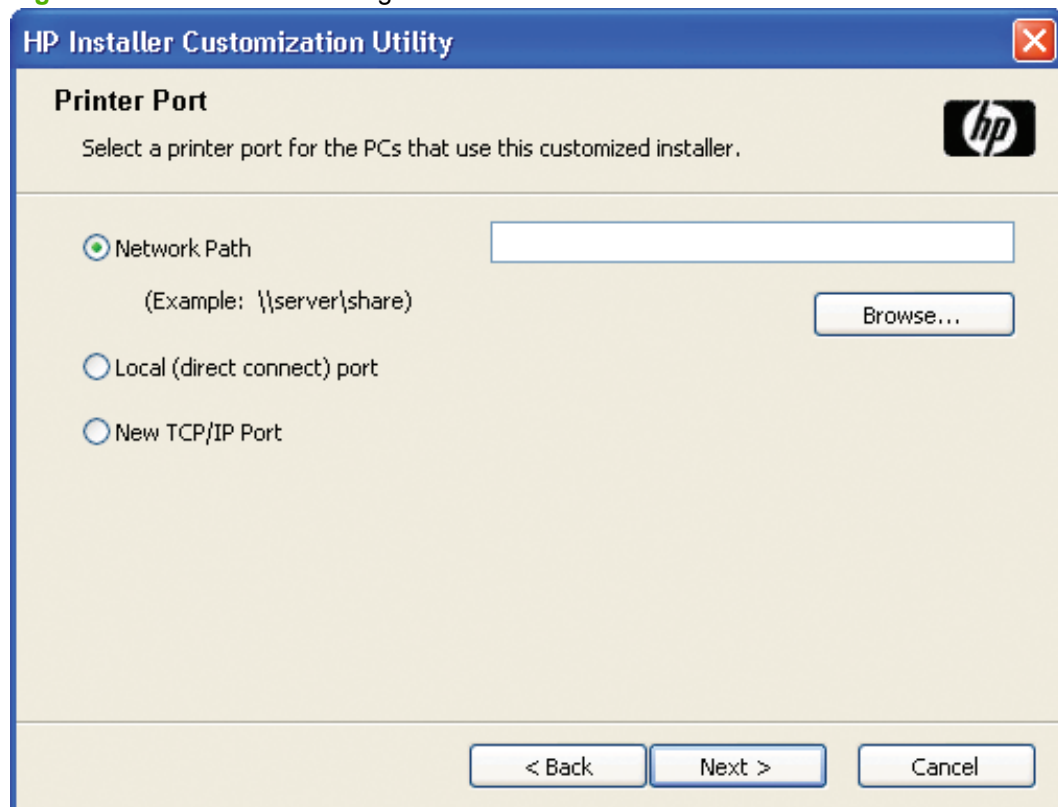 HP Installer Customization Utility
Printer Port
Select a printer port for the PCs that use this customized installer.
hp
Network Path
(Example: \\server\share)
Browse...
Local (direct connect) port
New TCP/IP Port
< Back
Next >
Cancel